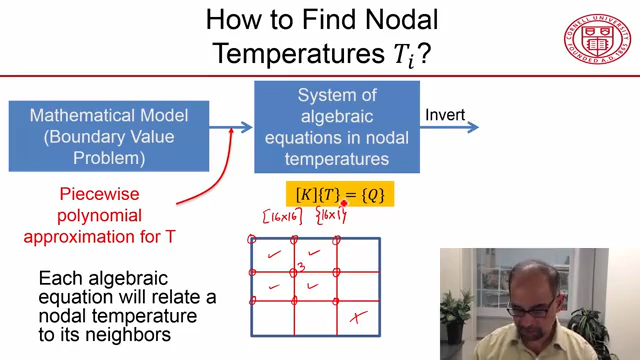 How to Find Nodal
Temperatures Tᵢ?
Mathematical Model
(Boundary Value
Problem)
System of
algebraic
equations in nodal
temperatures
Invert
Piecewise
polynomial
approximation for T
[K]{T} = {Q}
[16×16] {16×1}
3
Each algebraic
equation will relate a
nodal temperature
to its neighbors